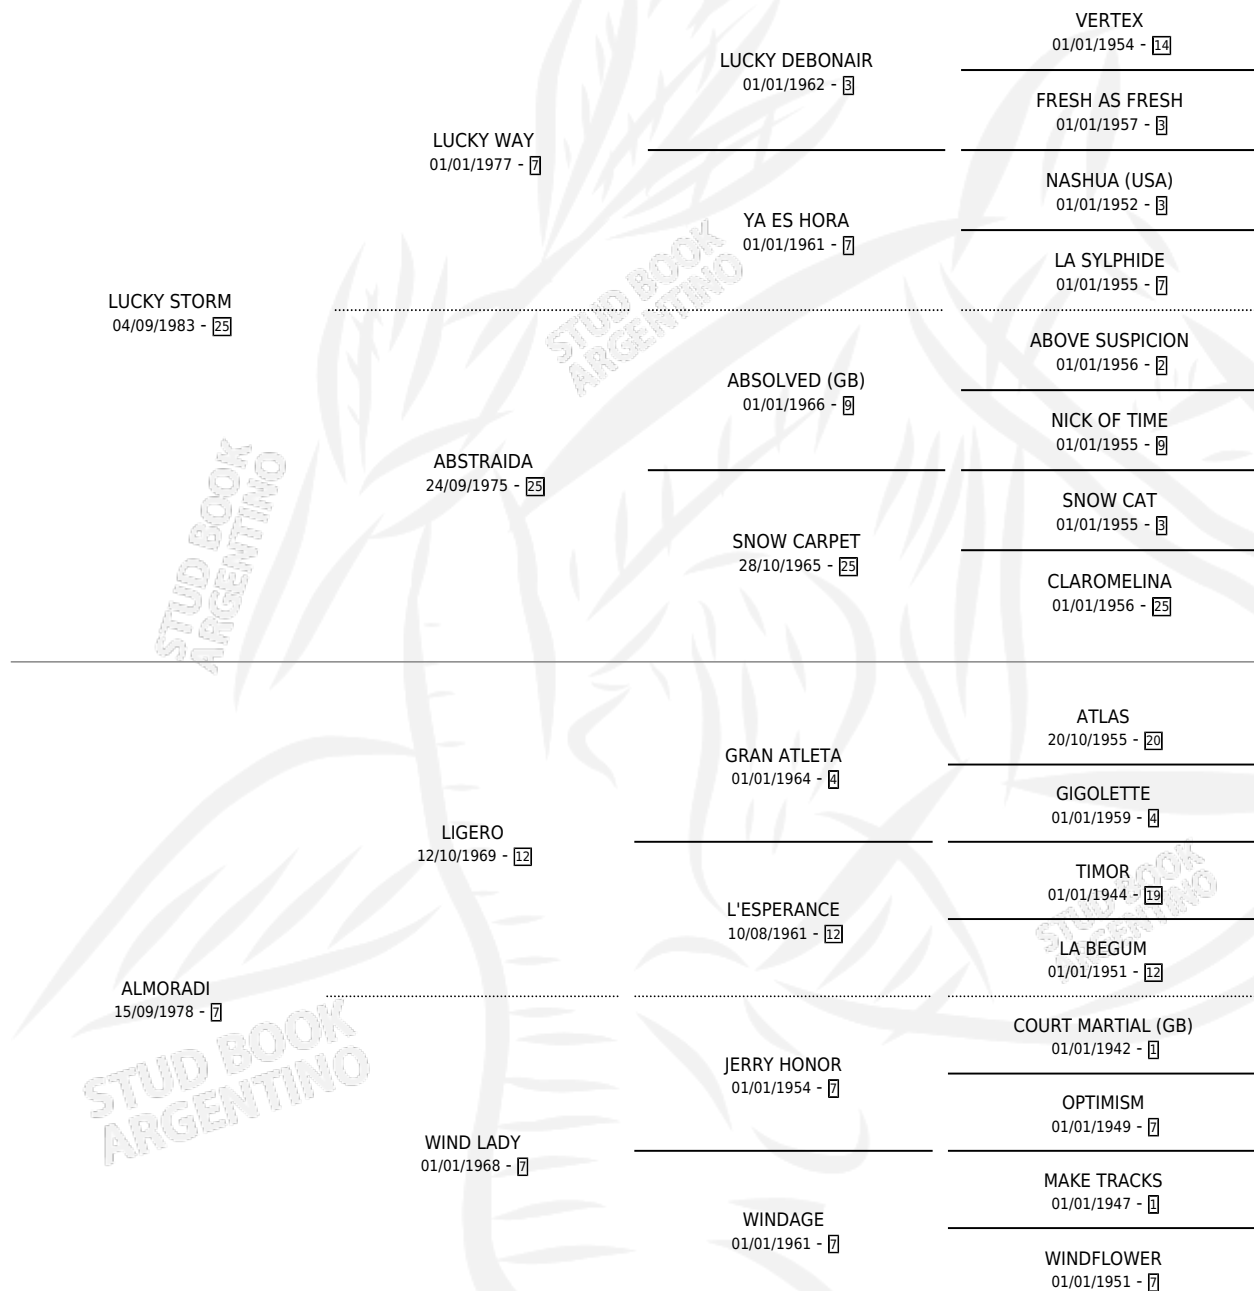 VERTEX
01/01/1954 - 14
LUCKY DEBONAIR
01/01/1962 - 3
FRESH AS FRESH
01/01/1957 - 3
LUCKY WAY
01/01/1977 - 7
NASHUA (USA)
01/01/1952 - 3
YA ES HORA
01/01/1961 - 7
LA SYLPHIDE
01/01/1955 - 7
LUCKY STORM
04/09/1983 - 25
STUD BOOK
ARGENTINO
ABOVE SUSPICION
01/01/1956 - 2
ABSOLVED (GB)
01/01/1966 - 9
NICK OF TIME
01/01/1955 - 9
ABSTRAIDA
24/09/1975 - 25
SNOW CAT
01/01/1955 - 3
SNOW CARPET
28/10/1965 - 25
CLAROMELINA
01/01/1956 - 25
STUD BOOK
ARGENTINO
ATLAS
20/10/1955 - 20
GRAN ATLETA
01/01/1964 - 4
GIGOLETTE
01/01/1959 - 4
LIGERO
12/10/1969 - 12
TIMOR
01/01/1944 - 19
L'ESPERANCE
10/08/1961 - 12
LA BEGUM
01/01/1951 - 12
STUD BOOK
ARGENTINO
ALMORADI
15/09/1978 - 7
COURT MARTIAL (GB)
01/01/1942 - 1
JERRY HONOR
01/01/1954 - 7
OPTIMISM
01/01/1949 - 7
STUD BOOK
ARGENTINO
WIND LADY
01/01/1968 - 7
MAKE TRACKS
01/01/1947 - 1
WINDAGE
01/01/1961 - 7
WINDFLOWER
01/01/1951 - 7